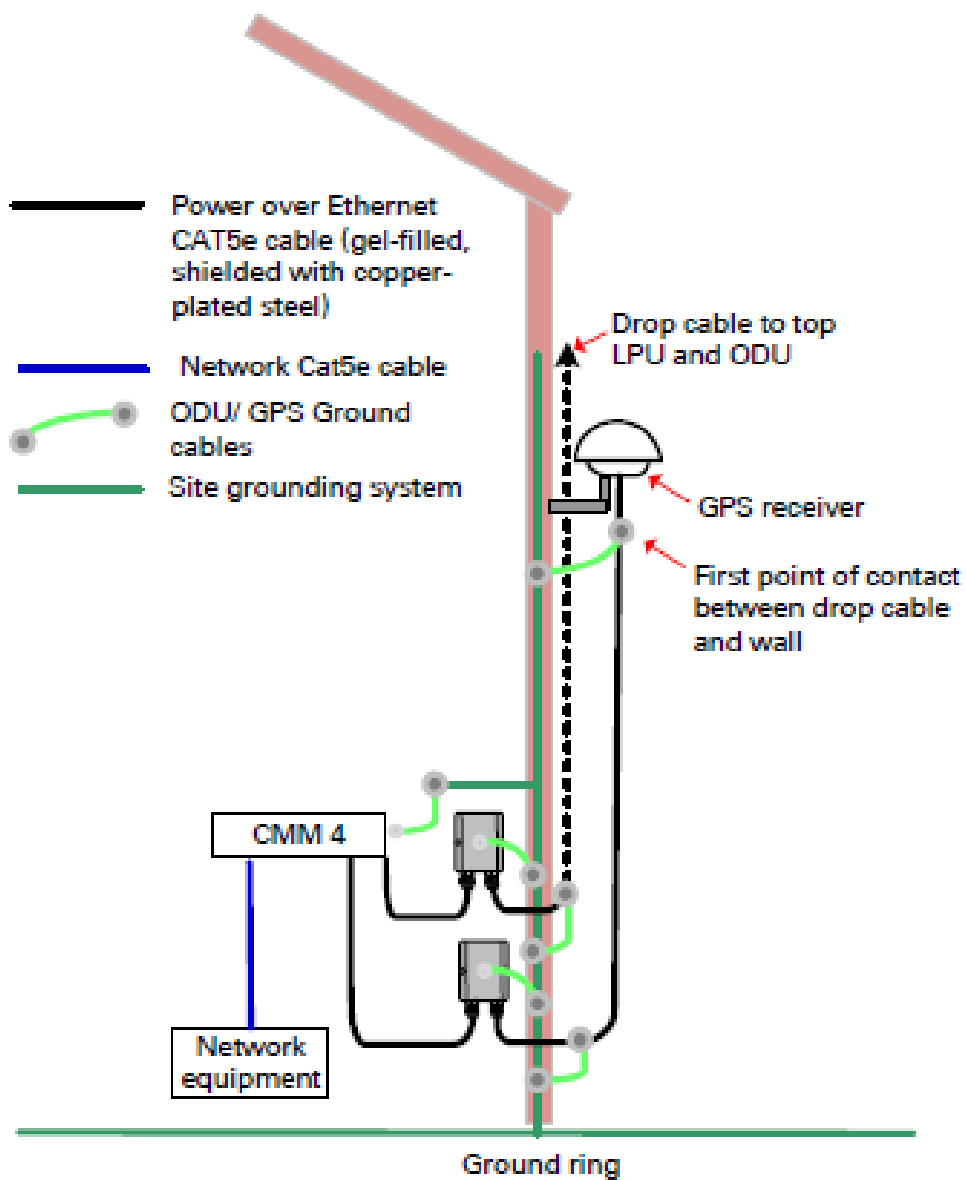 Power over Ethernet
CAT5e cable (gel-filled,
shielded with copper-
plated steel)
Network Cat5e cable
ODU/ GPS Ground
cables
Site grounding system
Drop cable to top
LPU and ODU
GPS receiver
First point of contact
between drop cable
and wall
CMM 4
Network
equipment
Ground ring